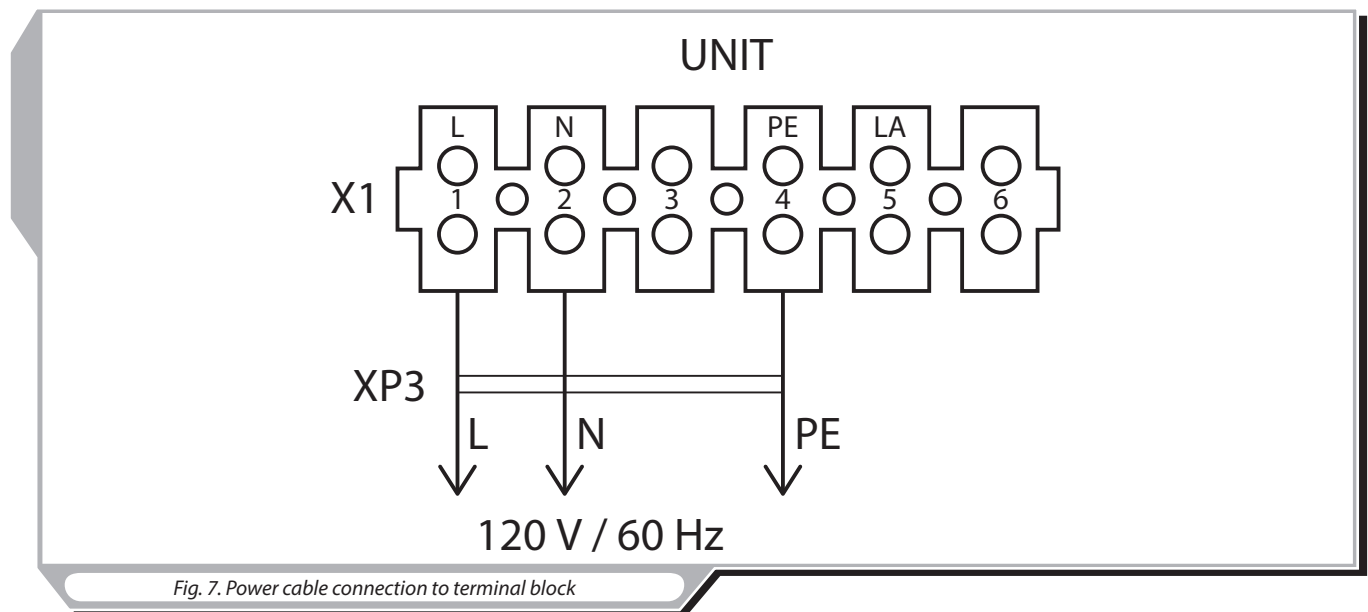 UNIT
L N PE LA
X1 1 2 3 4 5 6
XP3
L N PE
120 V / 60 Hz
Fig. 7. Power cable connection to terminal block